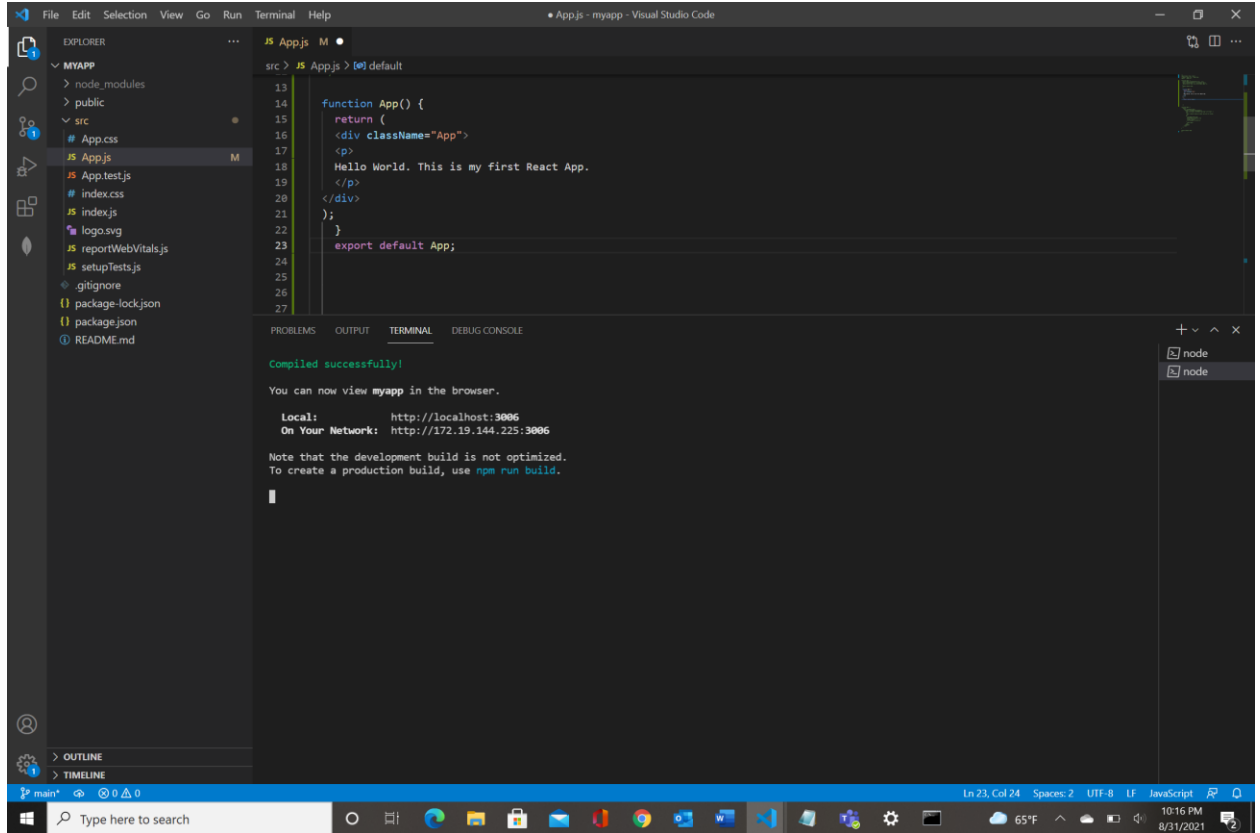 File Edit Selection View Go Run Terminal Help
● App.js - myapp - Visual Studio Code
EXPLORER
MYAPP
node_modules
public
src
# App.css
JS App.js M
JS App.test.js
# index.css
JS index.js
logo.svg
JS reportWebVitals.js
JS setupTests.js
.gitignore
{} package-lock.json
{} package.json
README.md
OUTLINE
TIMELINE
JS App.js M ●
src > JS App.js > default
13
14 function App() {
15 return (
16 <div className="App">
17 <p>
18 Hello World. This is my first React App.
19 </p>
20 </div>
21 );
22 }
23 export default App;
24
25
26
27
PROBLEMS OUTPUT TERMINAL DEBUG CONSOLE
Compiled successfully!
You can now view myapp in the browser.
Local: http://localhost:3006
On Your Network: http://172.19.144.225:3006
Note that the development build is not optimized.
To create a production build, use npm run build.
node
node
main* 0 0
Ln 23, Col 24 Spaces: 2 UTF-8 LF JavaScript
Type here to search
65°F
10:16 PM
8/31/2021
2